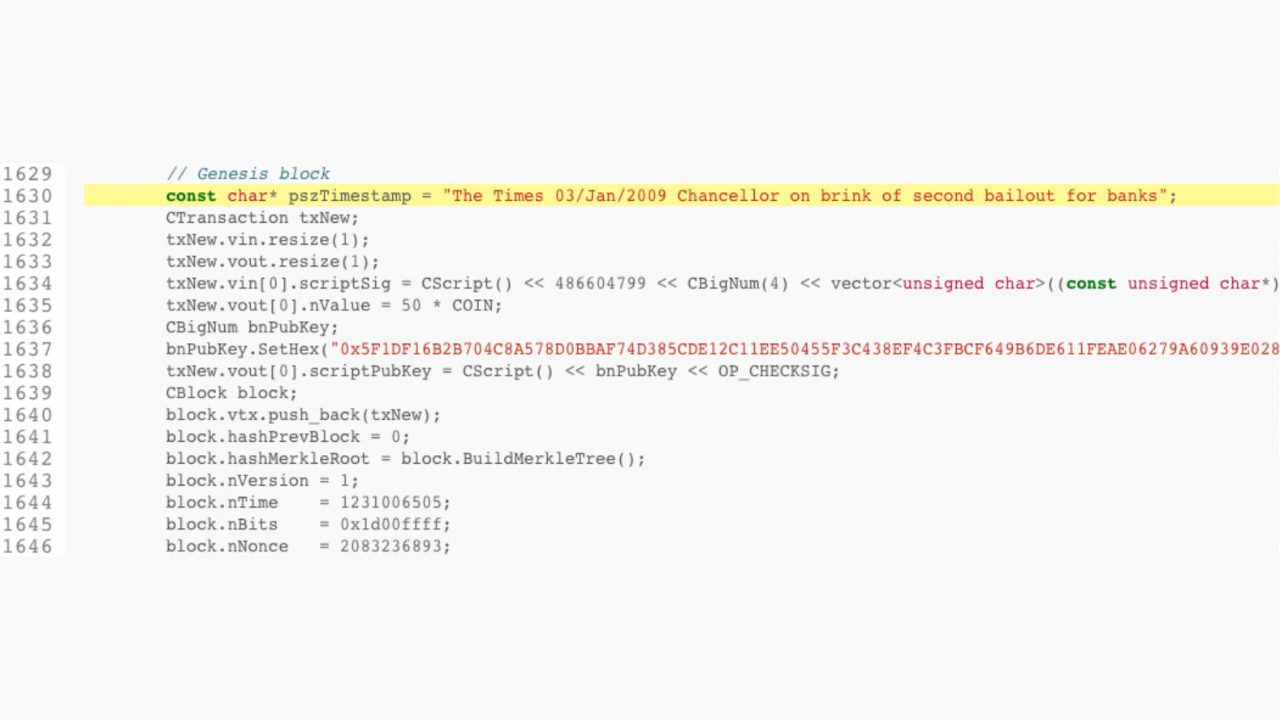 1629 // Genesis block
1630 const char* pszTimestamp = "The Times 03/Jan/2009 Chancellor on brink of second bailout for banks";
1631 CTransaction txNew;
1632 txNew.vin.resize(1);
1633 txNew.vout.resize(1);
1634 txNew.vin[0].scriptSig = CScript() << 486604799 << CBigNum(4) << vector<unsigned char>((const unsigned char*)
1635 txNew.vout[0].nValue = 50 * COIN;
1636 CBigNum bnPubKey;
1637 bnPubKey.SetHex("0x5F1DF16B2B704C8A578D0BBAF74D385CDE12C11EE50455F3C438EF4C3FBCF649B6DE611FEAE06279A60939E028
1638 txNew.vout[0].scriptPubKey = CScript() << bnPubKey << OP_CHECKSIG;
1639 CBlock block;
1640 block.vtx.push_back(txNew);
1641 block.hashPrevBlock = 0;
1642 block.hashMerkleRoot = block.BuildMerkleTree();
1643 block.nVersion = 1;
1644 block.nTime    = 1231006505;
1645 block.nBits    = 0x1d00ffff;
1646 block.nNonce   = 2083236893;